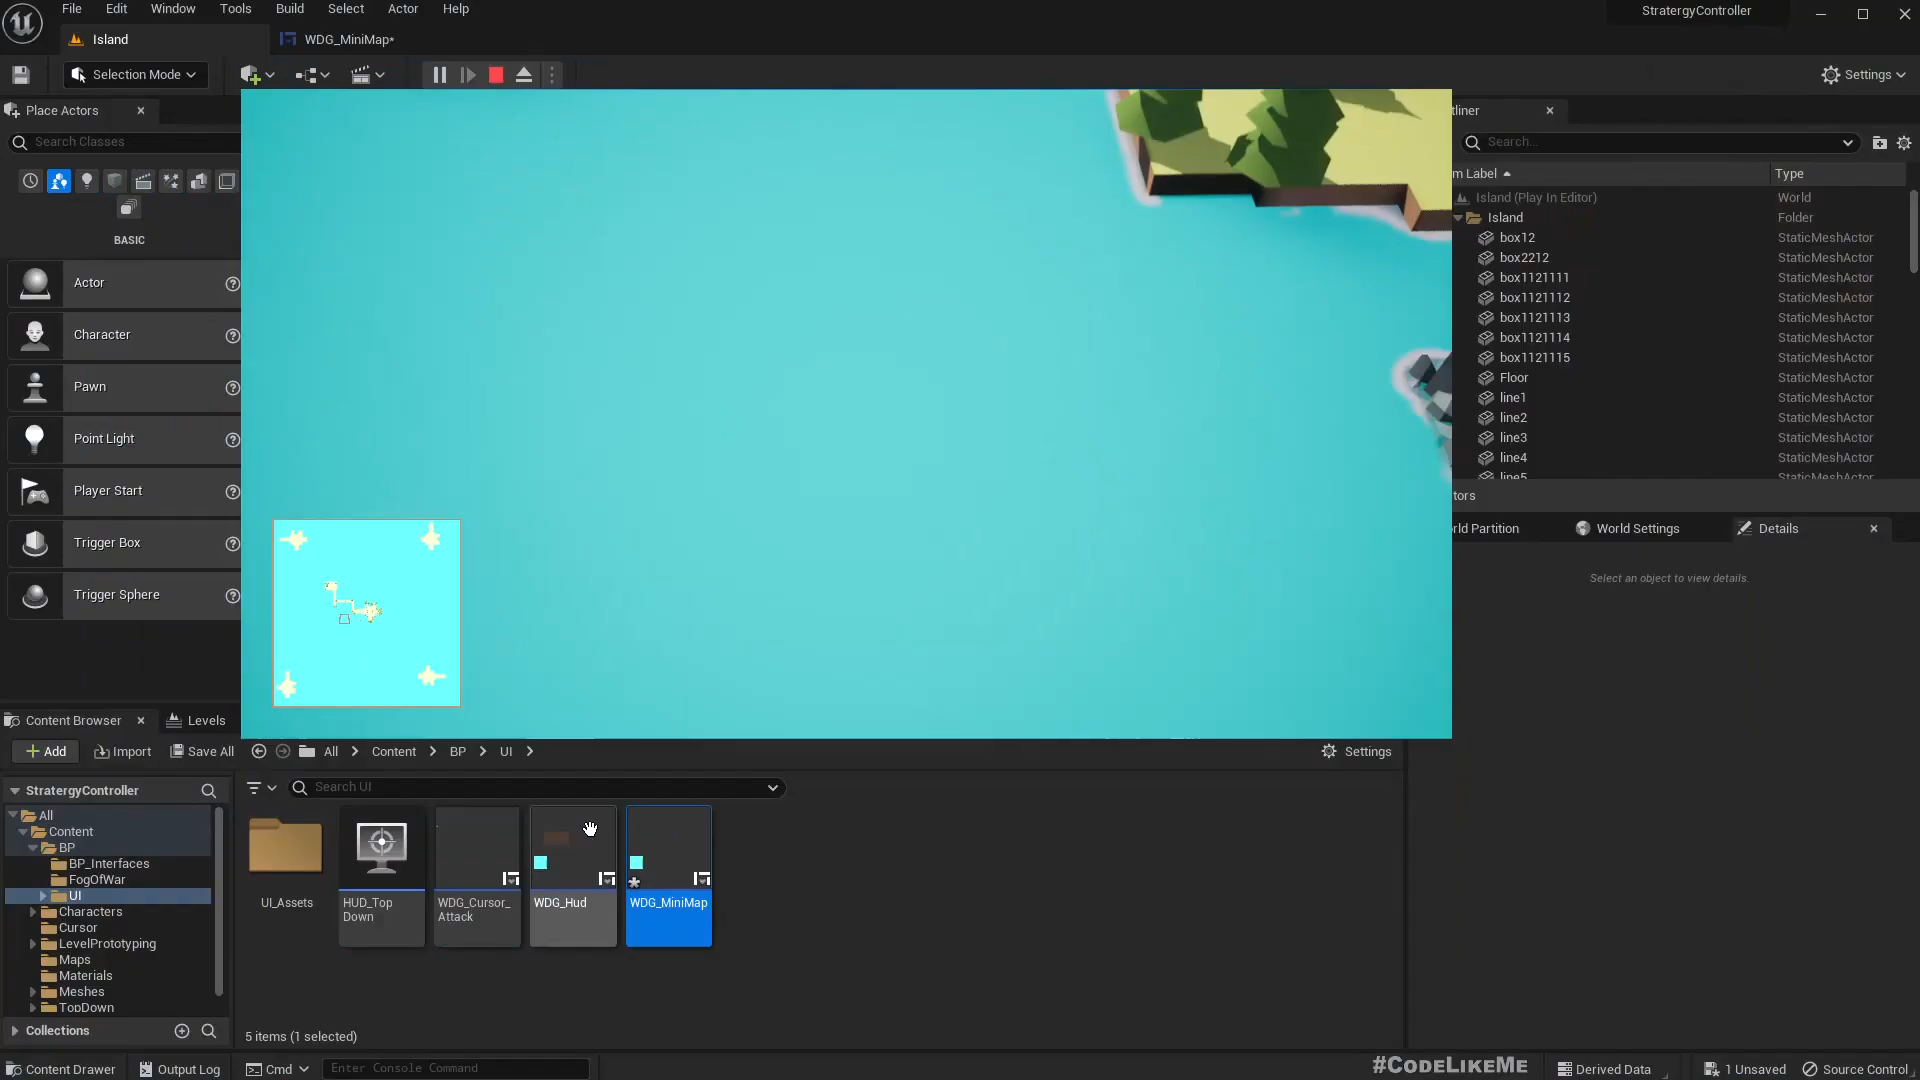 File Edit Window Tools Build Select Actor Help
StratergyController
Island
WDG_MiniMap*
Selection Mode
Settings
Place Actors
Search Classes
BASIC
Actor
Character
Pawn
Point Light
Player Start
Trigger Box
Trigger Sphere
tliner
Search...
m Label Type
Island (Play In Editor) World
Island Folder
box12 StaticMeshActor
box2212 StaticMeshActor
box1121111 StaticMeshActor
box1121112 StaticMeshActor
box1121113 StaticMeshActor
box1121114 StaticMeshActor
box1121115 StaticMeshActor
Floor StaticMeshActor
line1 StaticMeshActor
line2 StaticMeshActor
line3 StaticMeshActor
line4 StaticMeshActor
line5 StaticMeshActor
tors
rld Partition World Settings Details
Select an object to view details.
Content Browser Levels
Add Import Save All All Content BP UI Settings
StratergyController
Search UI
All
Content
BP
BP_Interfaces
FogOfWar
UI
Characters
Cursor
LevelPrototyping
Maps
Materials
Meshes
TopDown
Collections
UI_Assets
HUD_Top
Down
WDG_Cursor_
Attack
WDG_Hud
WDG_MiniMap
5 items (1 selected)
Content Drawer Output Log Cmd Enter Console Command
#CODELIKEME
Derived Data 1 Unsaved Source Control